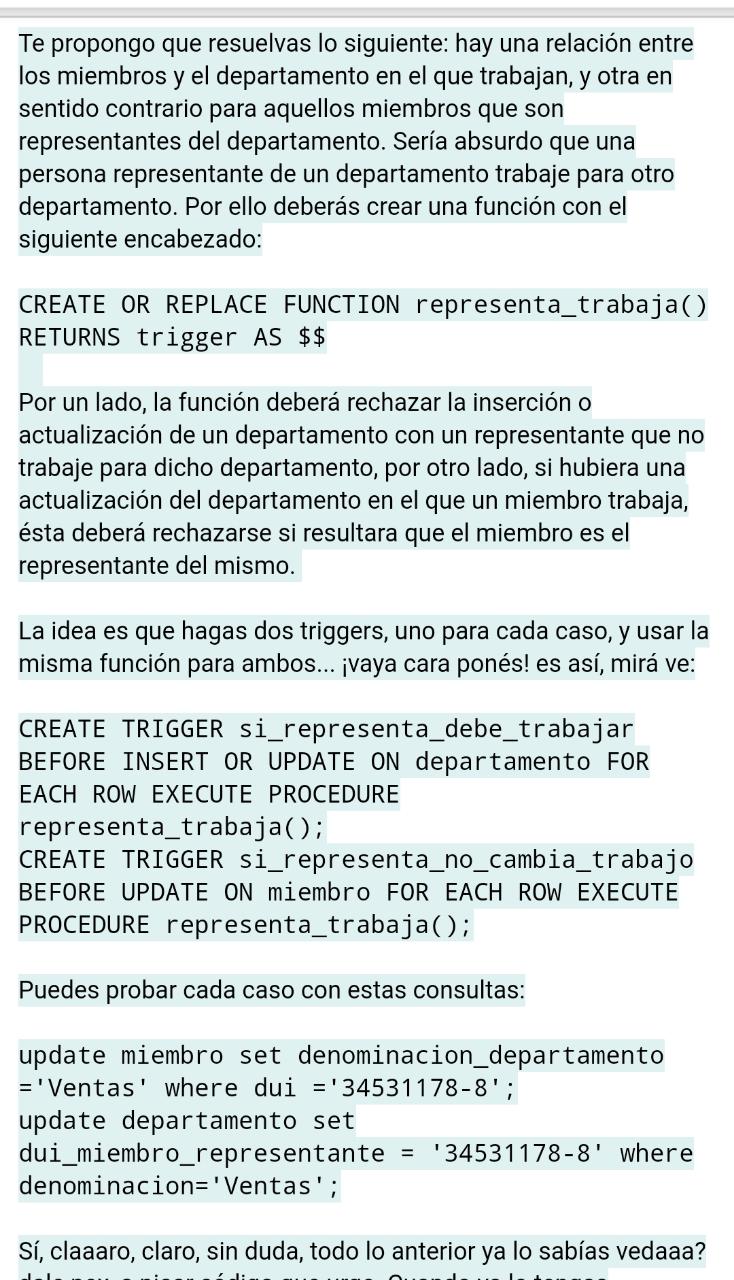 Te propongo que resuelvas lo siguiente: hay una relación entre
los miembros y el departamento en el que trabajan, y otra en
sentido contrario para aquellos miembros que son
representantes del departamento. Sería absurdo que una
persona representante de un departamento trabaje para otro
departamento. Por ello deberás crear una función con el
siguiente encabezado:
CREATE OR REPLACE FUNCTION representa_trabaja()
RETURNS trigger AS $$
Por un lado, la función deberá rechazar la inserción o
actualización de un departamento con un representante que no
trabaje para dicho departamento, por otro lado, si hubiera una
actualización del departamento en el que un miembro trabaja,
ésta deberá rechazarse si resultara que el miembro es el
representante del mismo.
La idea es que hagas dos triggers, uno para cada caso, y usar la
misma función para ambos... ¡vaya cara ponés! es así, mirá ve:
CREATE TRIGGER si_representa_debe_trabajar
BEFORE INSERT OR UPDATE ON departamento FOR
EACH ROW EXECUTE PROCEDURE
representa_trabaja();
CREATE TRIGGER si_representa_no_cambia_trabajo
BEFORE UPDATE ON miembro FOR EACH ROW EXECUTE
PROCEDURE representa_trabaja();
Puedes probar cada caso con estas consultas:
update miembro set denominacion_departamento
='Ventas' where dui ='34531178-8';
update departamento set
dui_miembro_representante = '34531178-8' where
denominacion='Ventas';
Sí, claaaro, claro, sin duda, todo lo anterior ya lo sabías vedaaa?